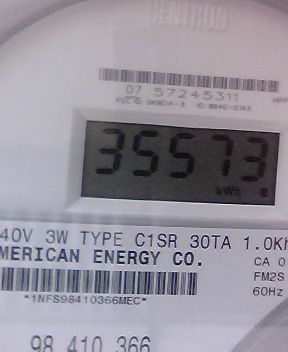 CENTRON
07 57245311
35573
kWh
40V 3W TYPE C1SR 30TA 1.0Kh
MERICAN ENERGY CO.
CA 0
FM2S
60Hz
*1NFS98410366MEC*
98 410 366